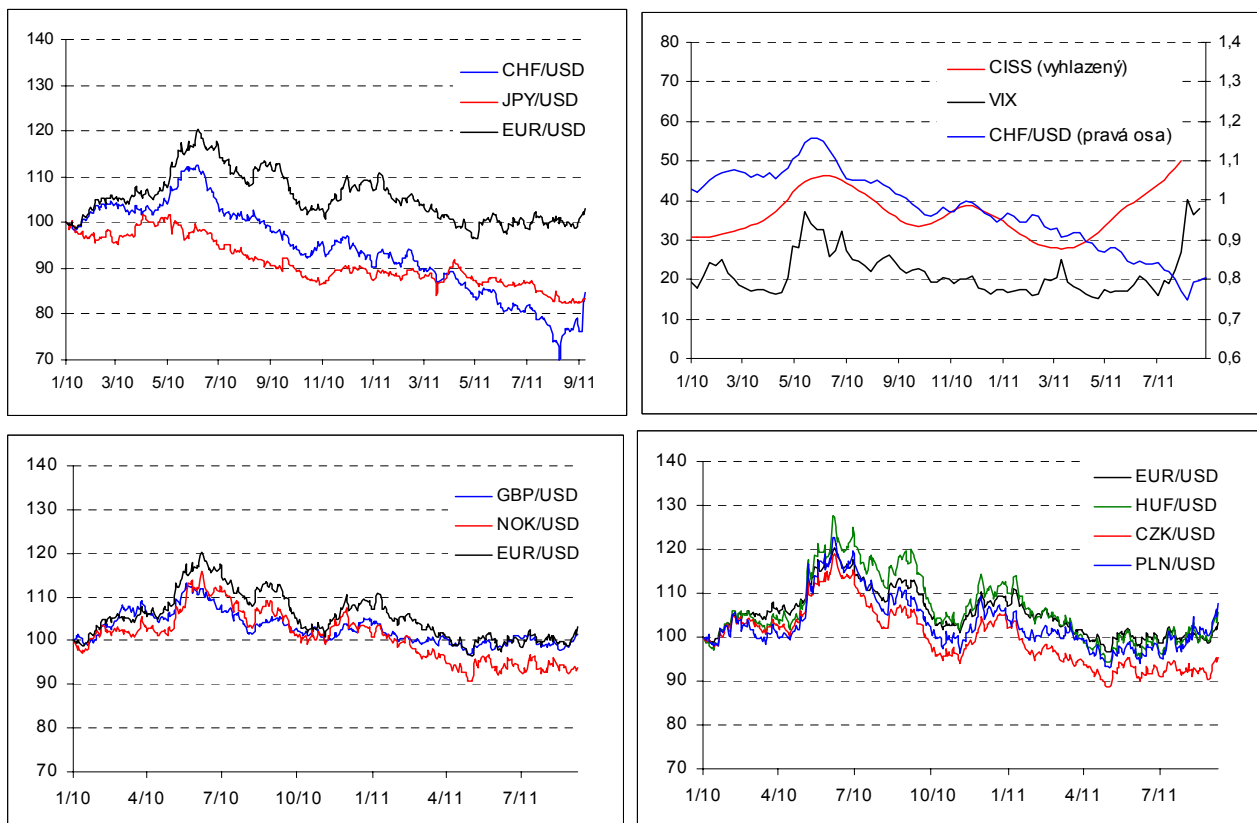 140
130
120
110
100
90
80
70
CHF/USD
JPY/USD
EUR/USD
1/10 3/10 5/10 7/10 9/10 11/10 1/11 3/11 5/11 7/11 9/11
80
70
60
50
40
30
20
10
0
CISS (vyhlazený)
VIX
CHF/USD (pravá osa)
1,4
1,3
1,2
1,1
1
0,9
0,8
0,7
0,6
1/10 3/10 5/10 7/10 9/10 11/10 1/11 3/11 5/11 7/11
140
130
120
110
100
90
80
70
GBP/USD
NOK/USD
EUR/USD
1/10 4/10 7/10 10/10 1/11 4/11 7/11
140
130
120
110
100
90
80
70
EUR/USD
HUF/USD
CZK/USD
PLN/USD
1/10 4/10 7/10 10/10 1/11 4/11 7/11